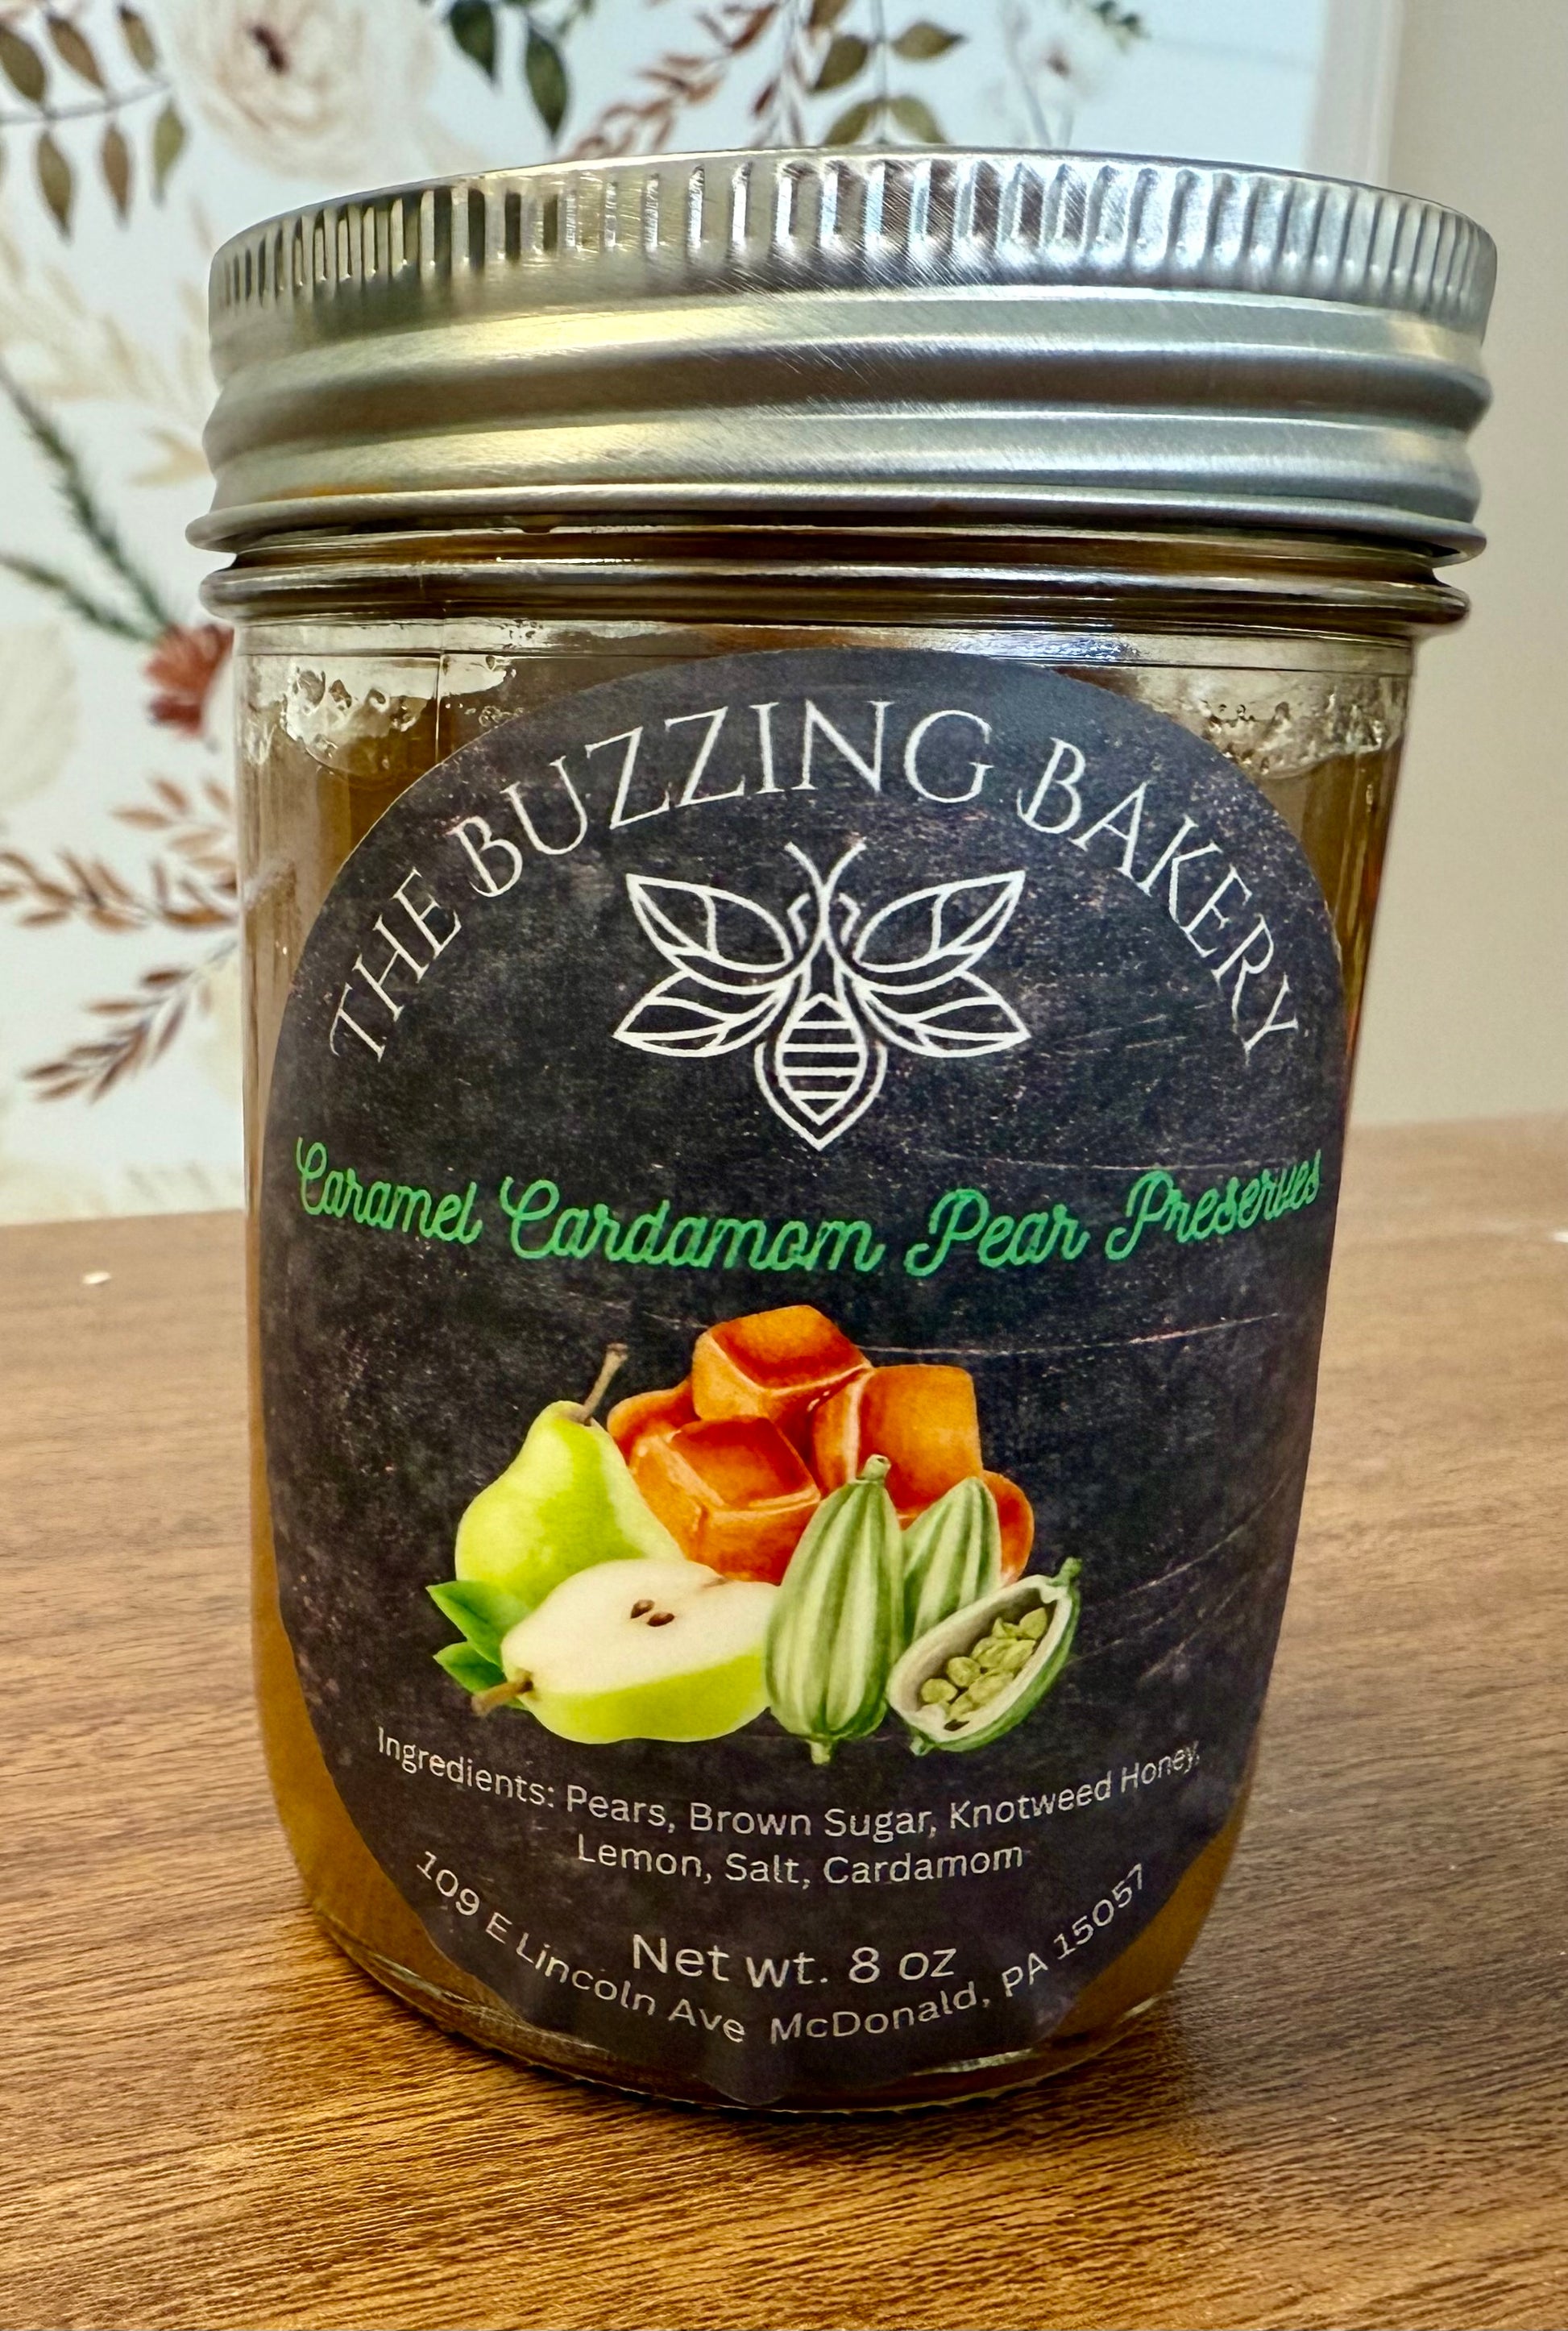 THE BUZZING BAKERY
Caramel Cardamom Pear Preserves
Ingredients: Pears, Brown Sugar, Knotweed Honey,
Lemon, Salt, Cardamom
Net wt. 8 oz
109 E Lincoln Ave McDonald, PA 15057